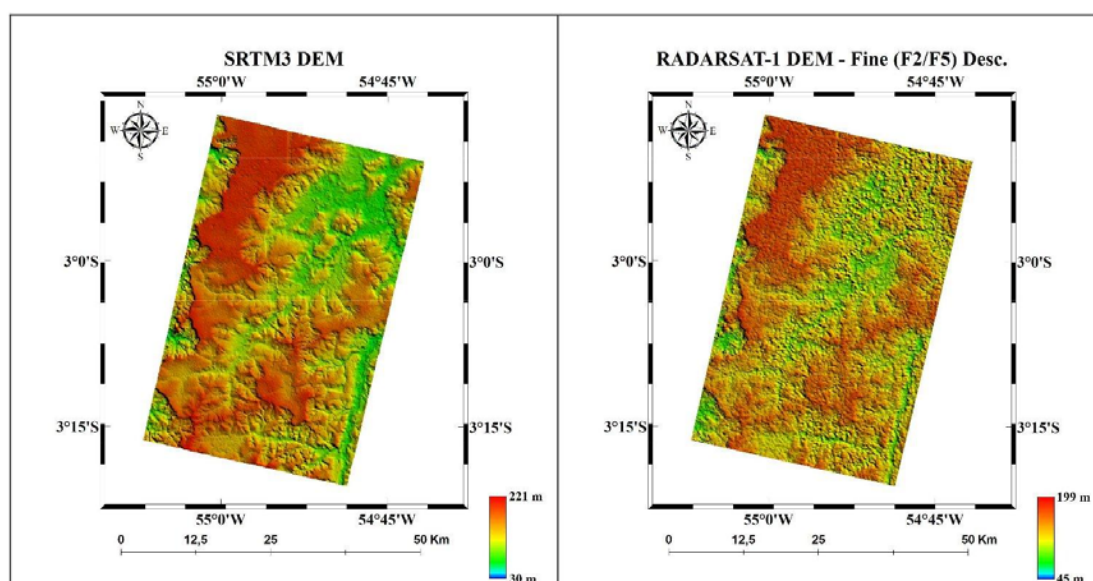 SRTM3 DEM
55°0'W 54°45'W
N
W E
S
3°0'S 3°0'S
3°15'S 3°15'S
221 m
30 m
55°0'W 54°45'W
0 12,5 25 50 Km
RADARSAT-1 DEM - Fine (F2/F5) Desc.
55°0'W 54°45'W
N
W E
S
3°0'S 3°0'S
3°15'S 3°15'S
199 m
45 m
55°0'W 54°45'W
0 12,5 25 50 Km